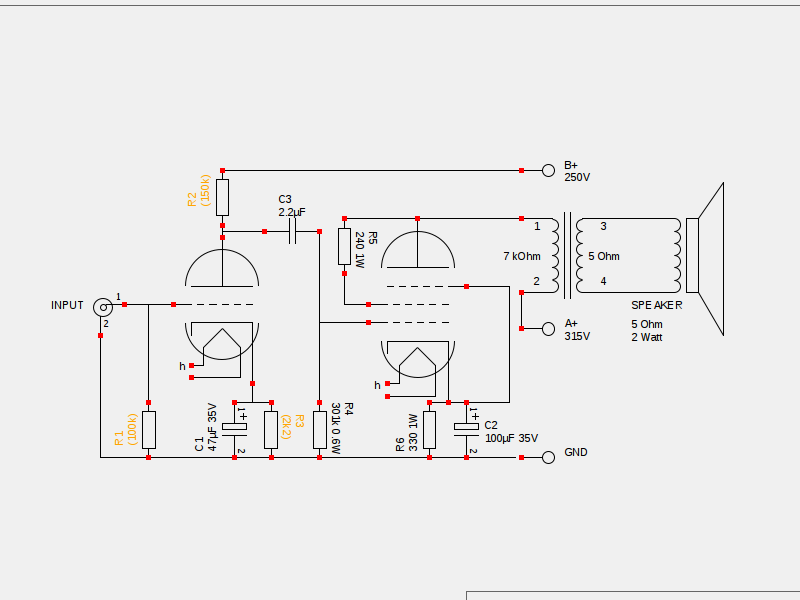 B+
250V
R2
(150k)
C3
2.2µF
R5
240 1W
1
2
3
4
7 kOhm
5 Ohm
INPUT
1
2
SPEAKER
5 Ohm
2 Watt
A+
315V
h
h
R1
(100k)
C1
47µF 35V
1
+
2
R3
(2k2)
R4
301k 0.6W
R6
330 1W
1
+
2
C2
100µF 35V
GND